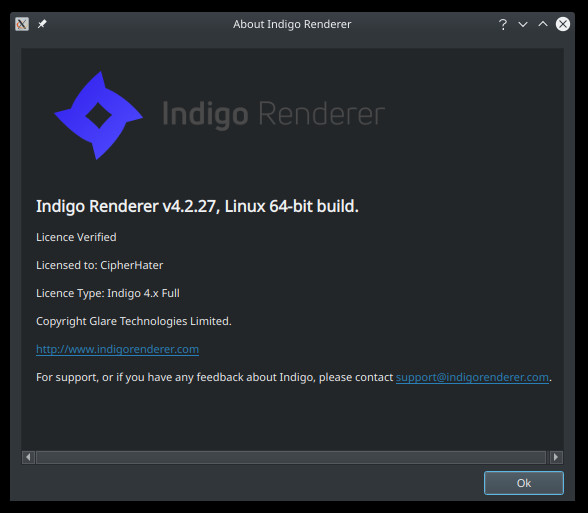 About Indigo Renderer
Indigo Renderer
Indigo Renderer v4.2.27, Linux 64-bit build.
Licence Verified
Licensed to: CipherHater
Licence Type: Indigo 4.x Full
Copyright Glare Technologies Limited.
http://www.indigorenderer.com
For support, or if you have any feedback about Indigo, please contact support@indigorenderer.com.
Ok